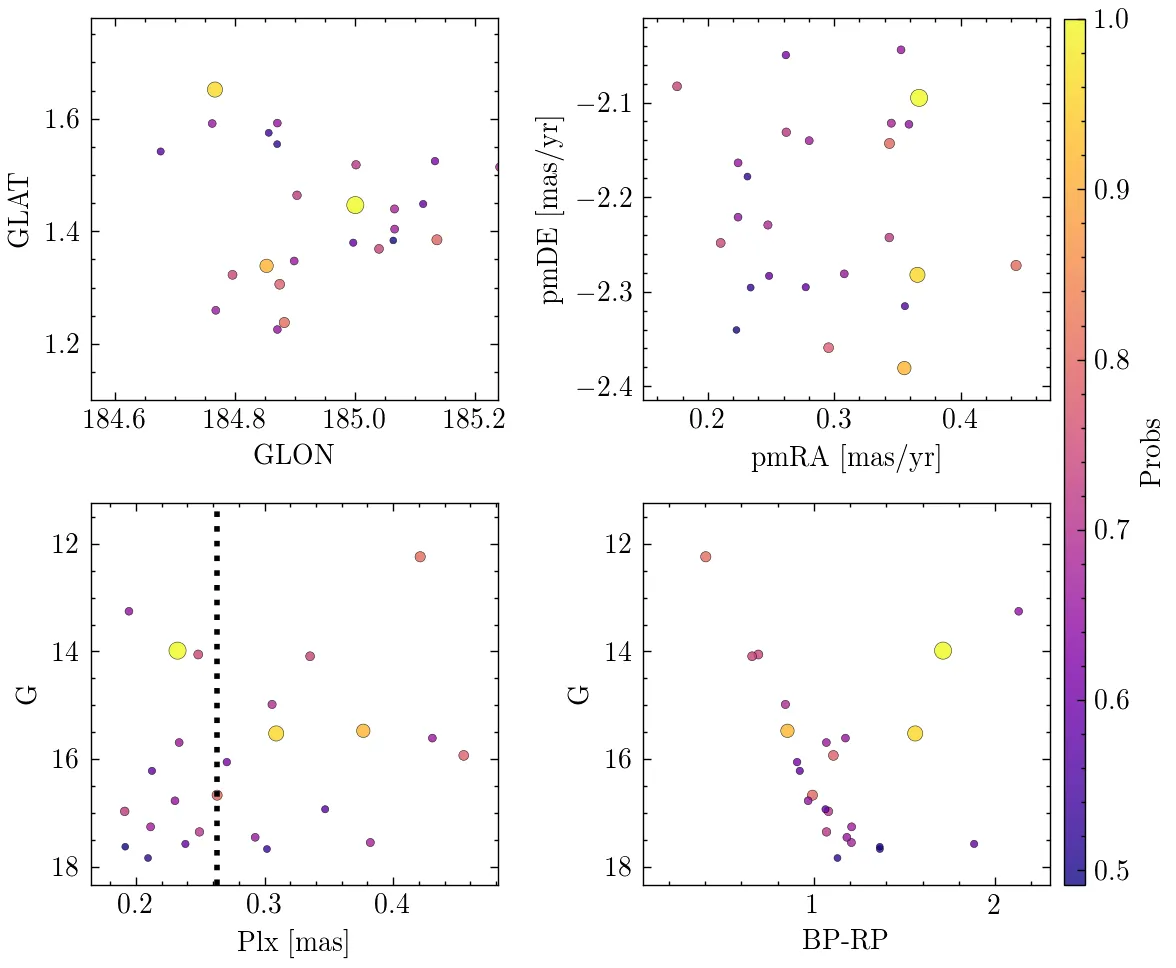 1.6
1.4
1.2
GLAT
184.6 184.8 185.0 185.2
GLON
−2.1
−2.2
−2.3
−2.4
pmDE [mas/yr]
0.2 0.3 0.4
pmRA [mas/yr]
12
14
16
18
G
0.2 0.3 0.4
Plx [mas]
12
14
16
18
G
1 2
BP-RP
1.0
0.9
0.8
0.7
0.6
0.5
Probs